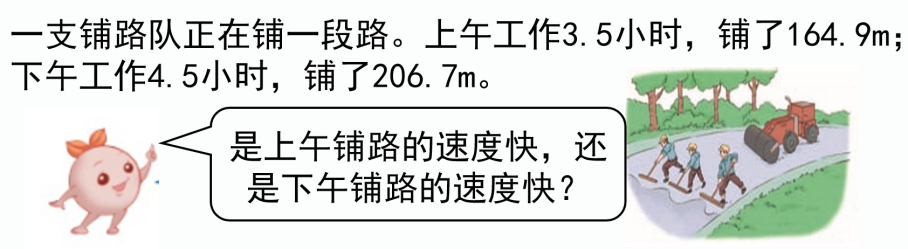 一支铺路队正在铺一段路。上午工作3.5小时，铺了164.9m；
下午工作4.5小时，铺了206.7m。
是上午铺路的速度快，还
是下午铺路的速度快？